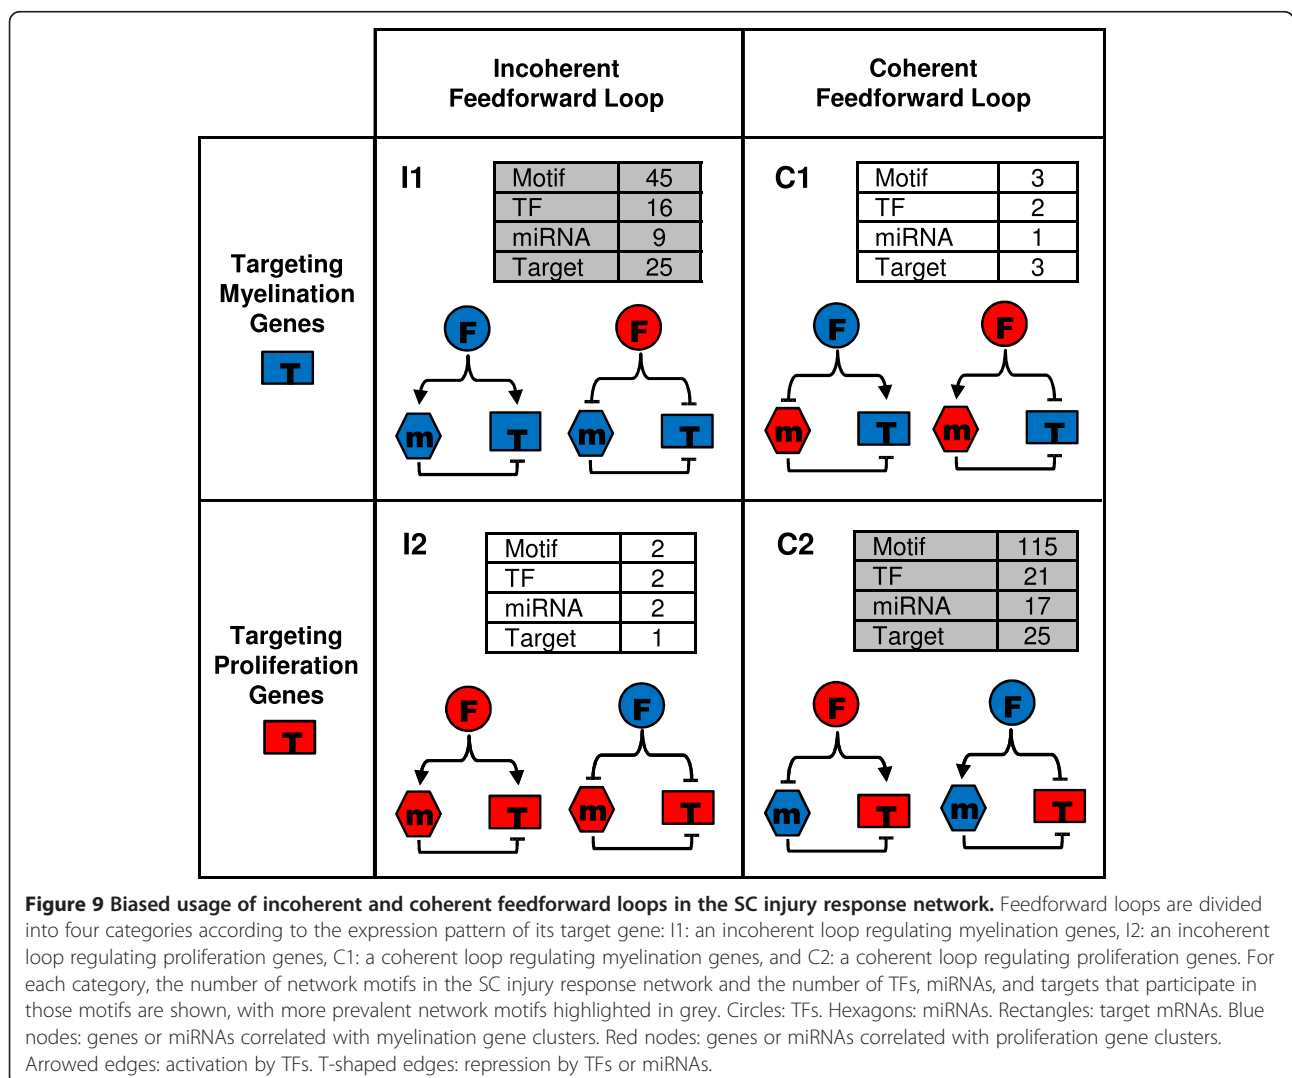 Incoherent
Feedforward Loop
Coherent
Feedforward Loop
Targeting
Myelination
Genes
T
I1
Motif 45
TF 16
miRNA 9
Target 25
F
F
m
T
m
T
C1
Motif 3
TF 2
miRNA 1
Target 3
F
F
m
T
m
T
Targeting
Proliferation
Genes
T
I2
Motif 2
TF 2
miRNA 2
Target 1
F
F
m
T
m
T
C2
Motif 115
TF 21
miRNA 17
Target 25
F
F
m
T
m
T
Figure 9 Biased usage of incoherent and coherent feedforward loops in the SC injury response network. Feedforward loops are divided
into four categories according to the expression pattern of its target gene: I1: an incoherent loop regulating myelination genes, I2: an incoherent
loop regulating proliferation genes, C1: a coherent loop regulating myelination genes, and C2: a coherent loop regulating proliferation genes. For
each category, the number of network motifs in the SC injury response network and the number of TFs, miRNAs, and targets that participate in
those motifs are shown, with more prevalent network motifs highlighted in grey. Circles: TFs. Hexagons: miRNAs. Rectangles: target mRNAs. Blue
nodes: genes or miRNAs correlated with myelination gene clusters. Red nodes: genes or miRNAs correlated with proliferation gene clusters.
Arrowed edges: activation by TFs. T-shaped edges: repression by TFs or miRNAs.